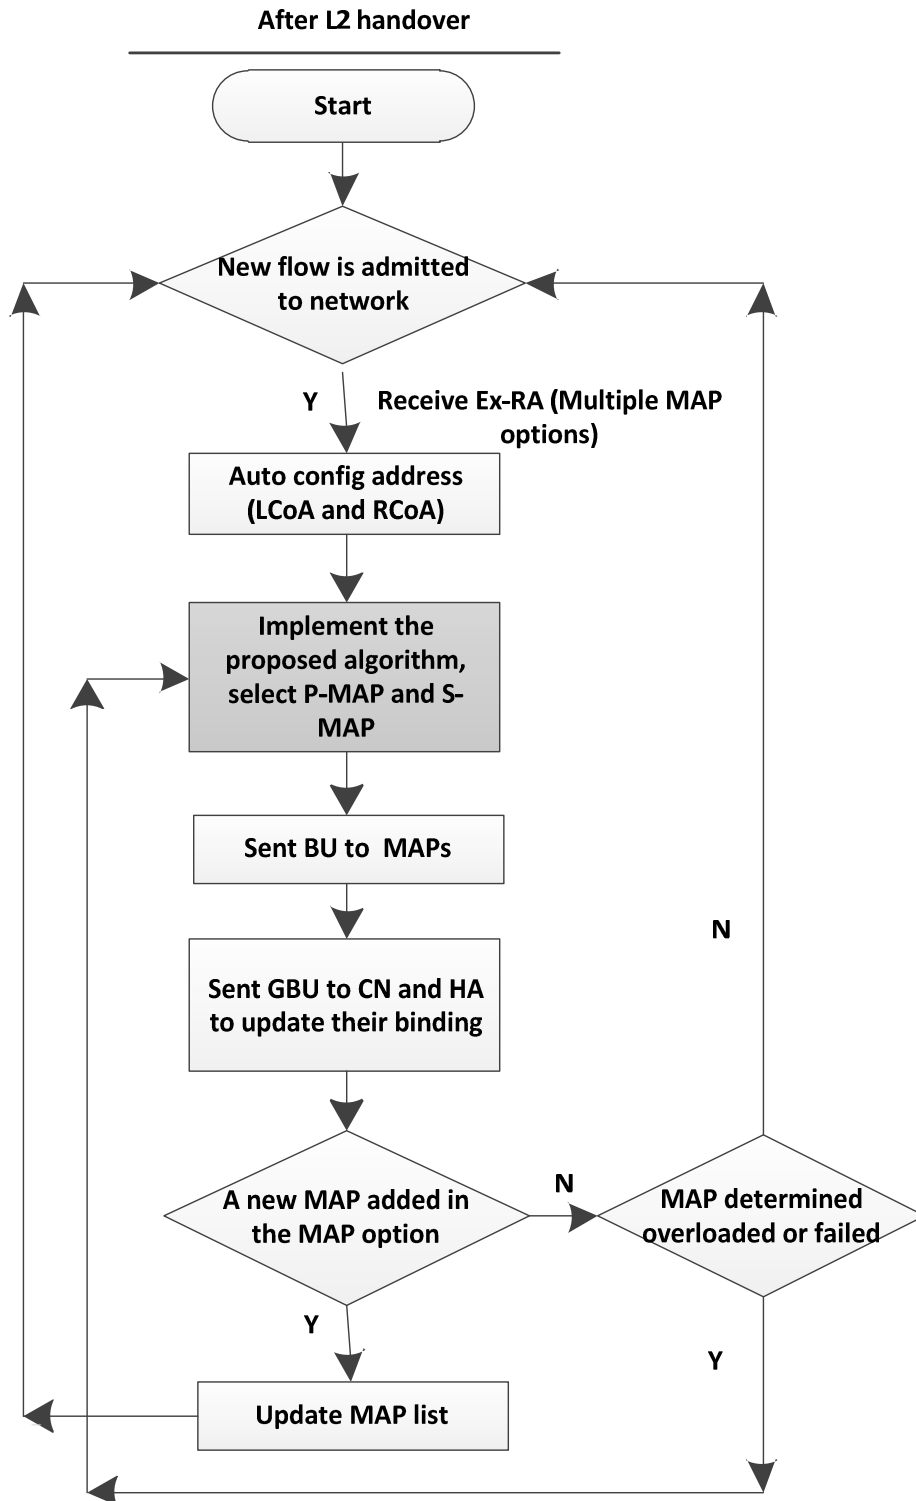 After L2 handover
Start
New flow is admitted
to network
Y
Receive Ex-RA (Multiple MAP
options)
Auto config address
(LCoA and RCoA)
Implement the
proposed algorithm,
select P-MAP and S-
MAP
Sent BU to  MAPs
N
Sent GBU to CN and HA
to update their binding
A new MAP added in
the MAP option
N
MAP determined
overloaded or failed
Y
Y
Update MAP list